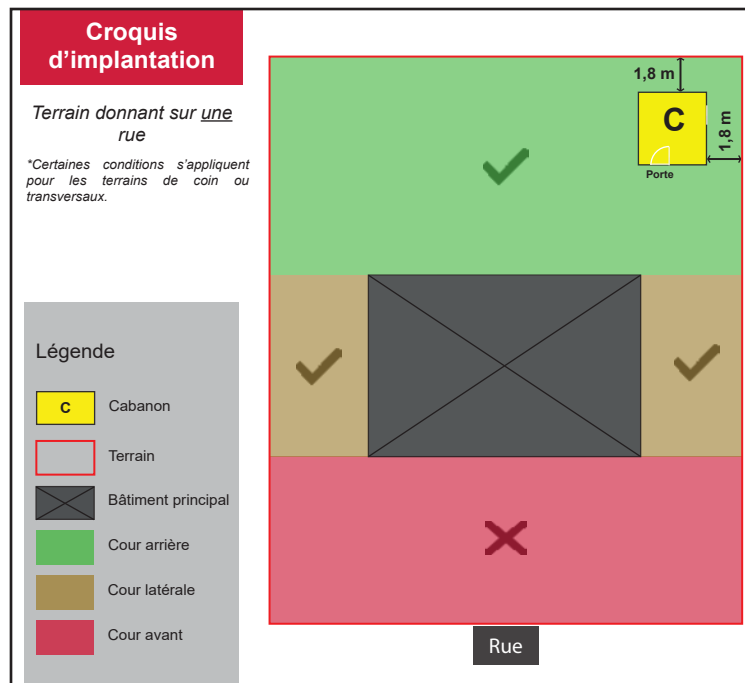 Croquis
d'implantation
Terrain donnant sur une
rue
*Certaines conditions s'appliquent
pour les terrains de coin ou
transversaux.
1,8 m
C
1,8 m
Porte
Légende
C Cabanon
Terrain
Bâtiment principal
Cour arrière
Cour latérale
Cour avant
Rue